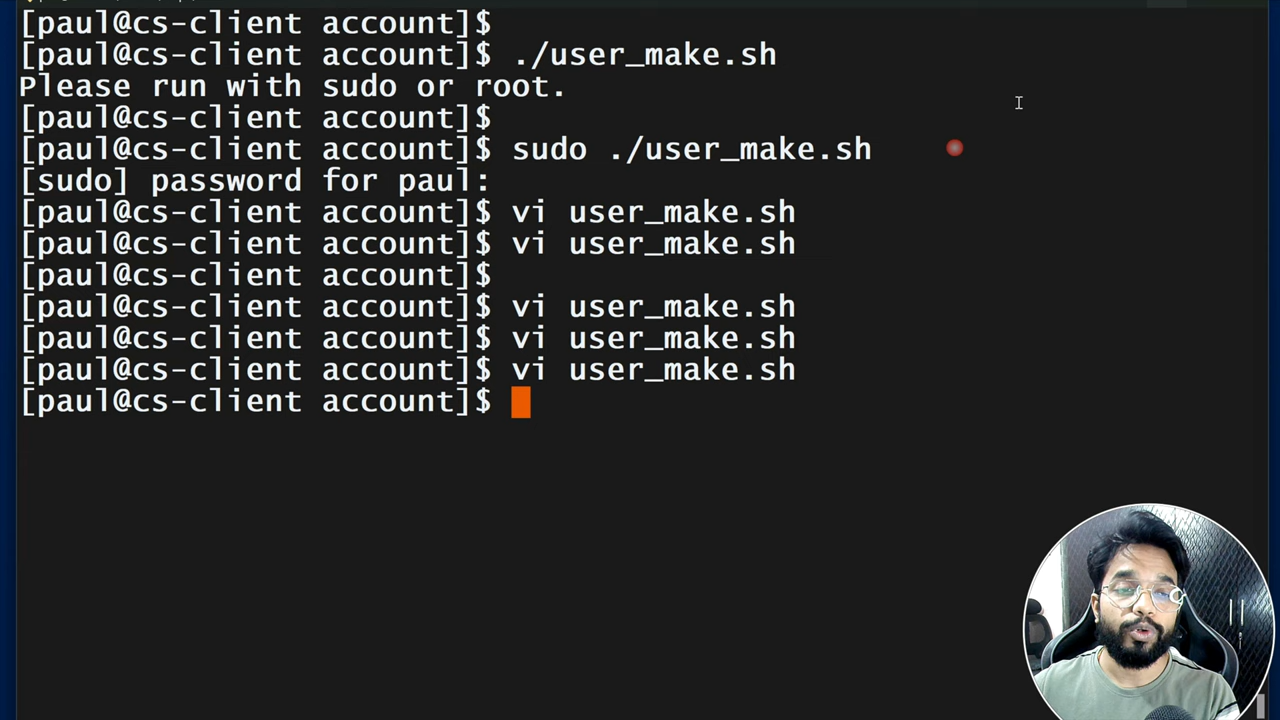 [paul@cs-client account]$
[paul@cs-client account]$ ./user_make.sh
Please run with sudo or root.
[paul@cs-client account]$
[paul@cs-client account]$ sudo ./user_make.sh
[sudo] password for paul:
[paul@cs-client account]$ vi user_make.sh
[paul@cs-client account]$ vi user_make.sh
[paul@cs-client account]$
[paul@cs-client account]$ vi user_make.sh
[paul@cs-client account]$ vi user_make.sh
[paul@cs-client account]$ vi user_make.sh
[paul@cs-client account]$